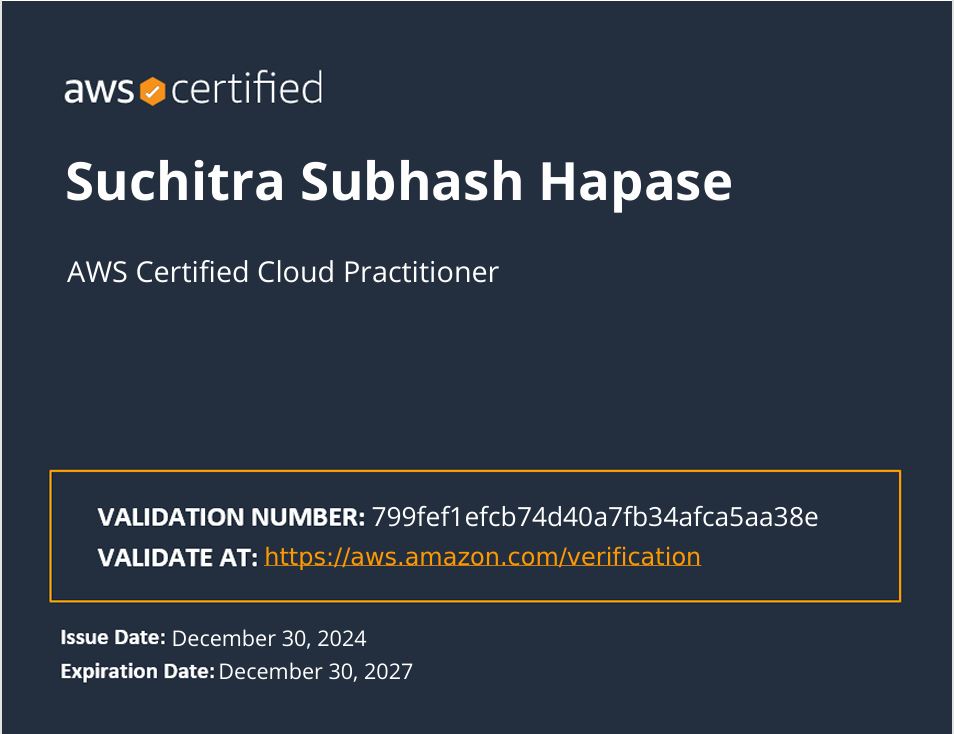 aws certified
Suchitra Subhash Hapase
AWS Certified Cloud Practitioner
VALIDATION NUMBER: 799fef1efcb74d40a7fb34afca5aa38e
VALIDATE AT: https://aws.amazon.com/verification
Issue Date: December 30, 2024
Expiration Date: December 30, 2027